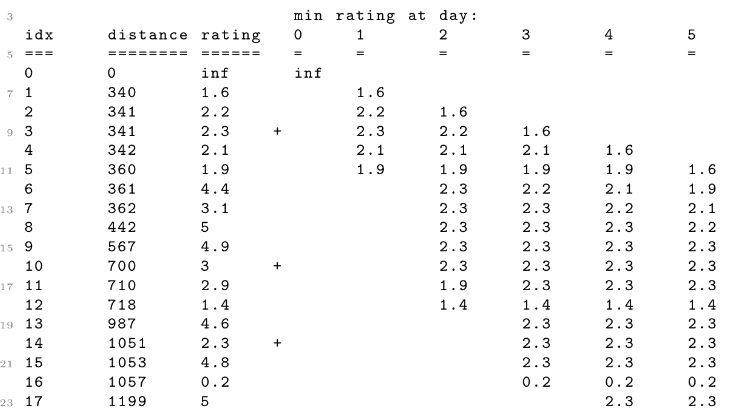 3 min rating at day:
idx distance rating 0 1 2 3 4 5
5 === ======== ====== = = = = = =
0 0 inf inf
7 1 340 1.6 1.6
2 341 2.2 2.2 1.6
9 3 341 2.3 + 2.3 2.2 1.6
4 342 2.1 2.1 2.1 2.1 1.6
11 5 360 1.9 1.9 1.9 1.9 1.9 1.6
6 361 4.4 2.3 2.2 2.1 1.9
13 7 362 3.1 2.3 2.3 2.2 2.1
8 442 5 2.3 2.3 2.3 2.2
15 9 567 4.9 2.3 2.3 2.3 2.3
10 700 3 + 2.3 2.3 2.3 2.3
17 11 710 2.9 1.9 2.3 2.3 2.3
12 718 1.4 1.4 1.4 1.4 1.4
19 13 987 4.6 2.3 2.3 2.3
14 1051 2.3 + 2.3 2.3 2.3
21 15 1053 4.8 2.3 2.3 2.3
16 1057 0.2 0.2 0.2 0.2
23 17 1199 5 2.3 2.3